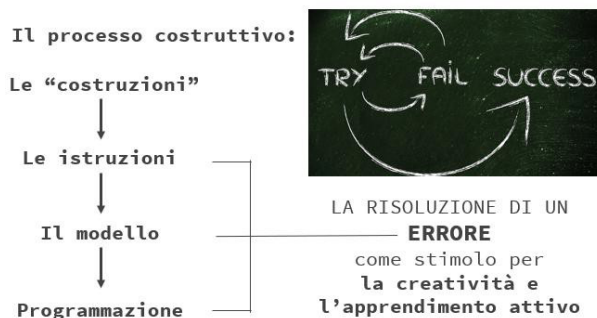 Il processo costruttivo:
Le “costruzioni”
Le istruzioni
Il modello
Programmazione
TRY FAIL SUCCESS
LA RISOLUZIONE DI UN
ERRORE
come stimolo per
la creatività e
l’apprendimento attivo